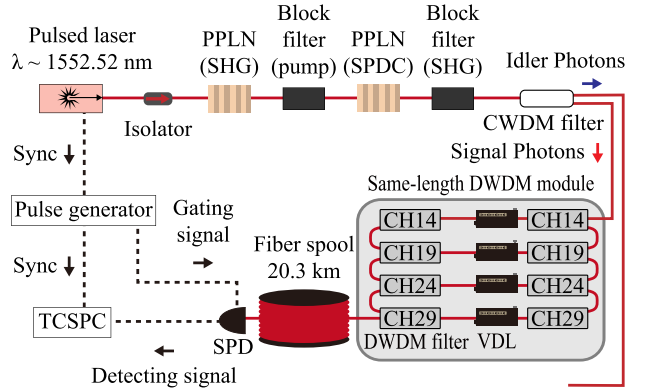 Pulsed laser
λ ~ 1552.52 nm
Isolator
PPLN
(SHG)
Block
filter
(pump)
PPLN
(SPDC)
Block
filter
(SHG)
Idler Photons
CWDM filter
Signal Photons
Sync
Pulse generator
Gating
signal
Sync
TCSPC
SPD
Detecting signal
Fiber spool
20.3 km
Same-length DWDM module
CH14
CH14
CH19
CH19
CH24
CH24
CH29
CH29
DWDM filter
VDL